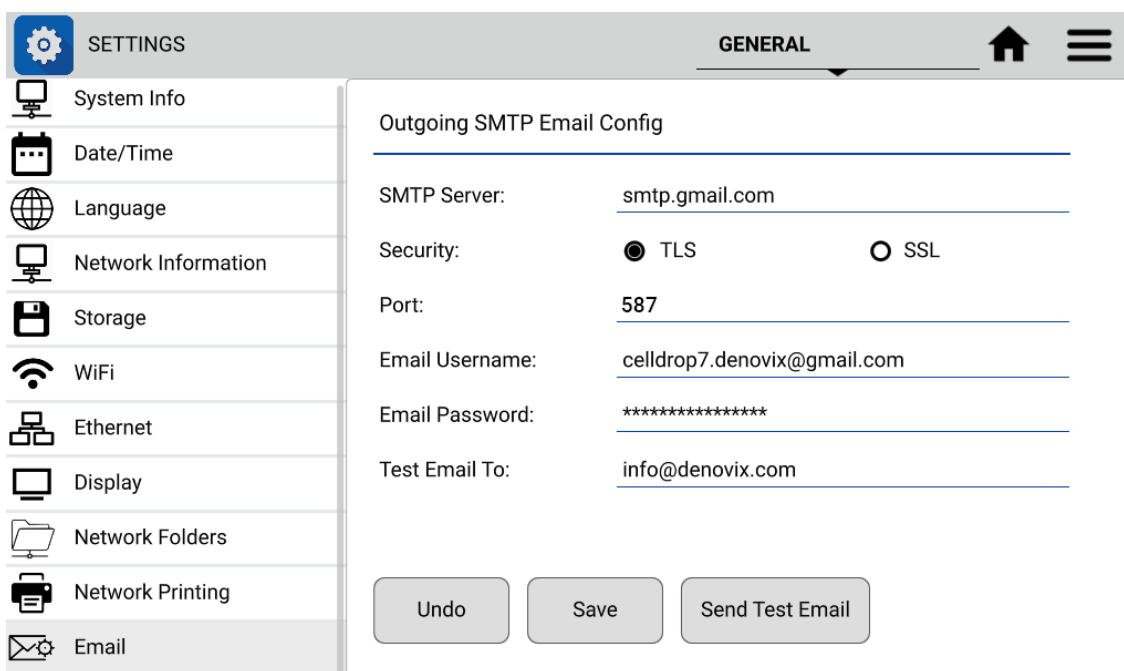 SETTINGS
GENERAL
System Info
Date/Time
Language
Network Information
Storage
WiFi
Ethernet
Display
Network Folders
Network Printing
Email
Outgoing SMTP Email Config
SMTP Server: smtp.gmail.com
Security: TLS SSL
Port: 587
Email Username: celldrop7.denovix@gmail.com
Email Password: ****************
Test Email To: info@denovix.com
Undo Save Send Test Email